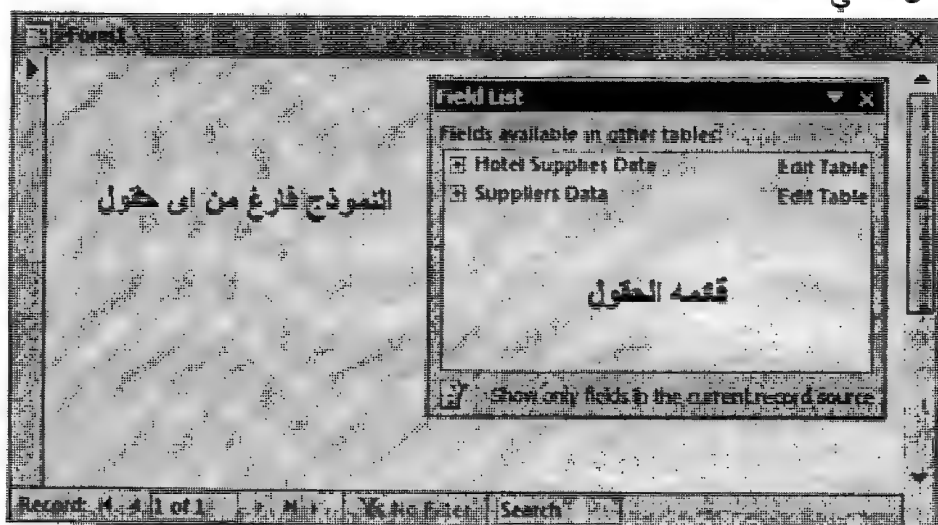 Form1
Field List
Fields available in other tables:
Hotel Supplies Data Edit Table
Suppliers Data Edit Table
النموذج فارغ من اى حقول
قائمه الحقول
Show only fields in the current record source
Record: 1 of 1 No Filter Search